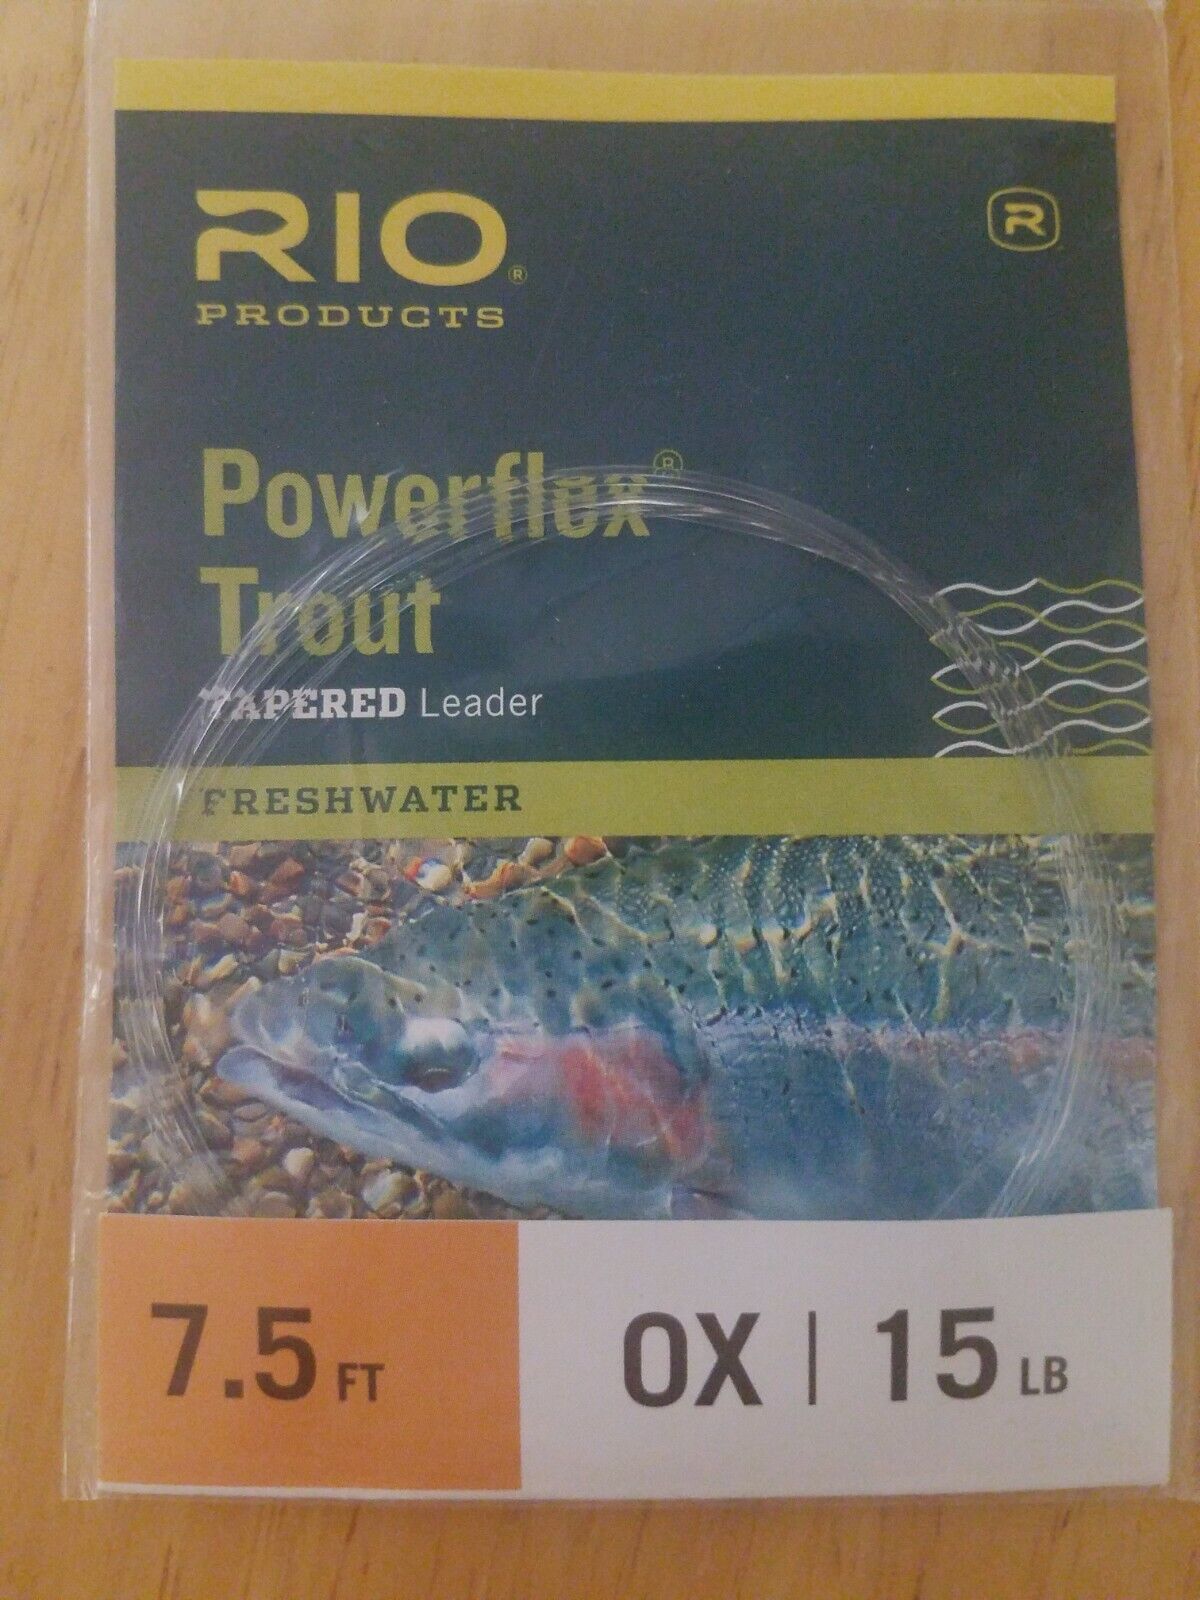 RIO®
PRODUCTS
R
Powerflex®
Trout
TAPERED Leader
FRESHWATER
7.5 FT
0X | 15 LB